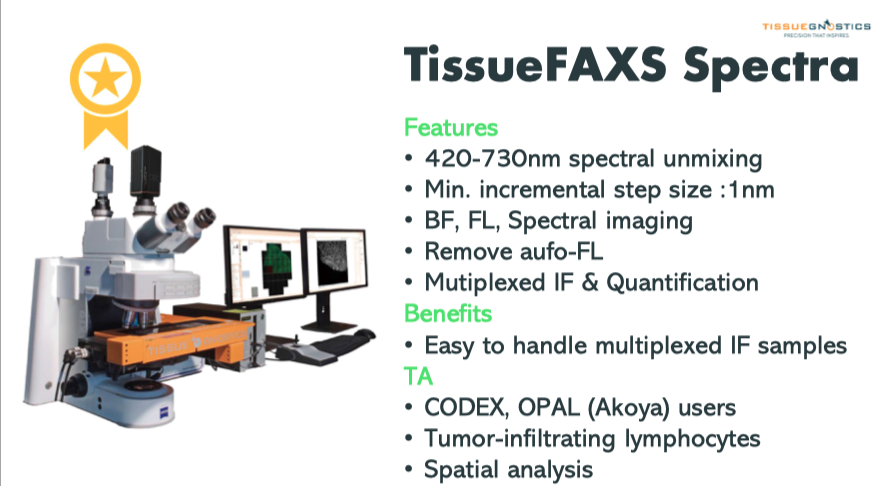 TISSUEGNOSTICS
PRECISION THAT INSPIRES
TissueFAXS Spectra
Features
• 420-730nm spectral unmixing
• Min. incremental step size :1nm
• BF, FL, Spectral imaging
• Remove aufo-FL
• Mutiplexed IF & Quantification
Benefits
• Easy to handle multiplexed IF samples
TA
• CODEX, OPAL (Akoya) users
• Tumor-infiltrating lymphocytes
• Spatial analysis
TISSUE
ZEISS